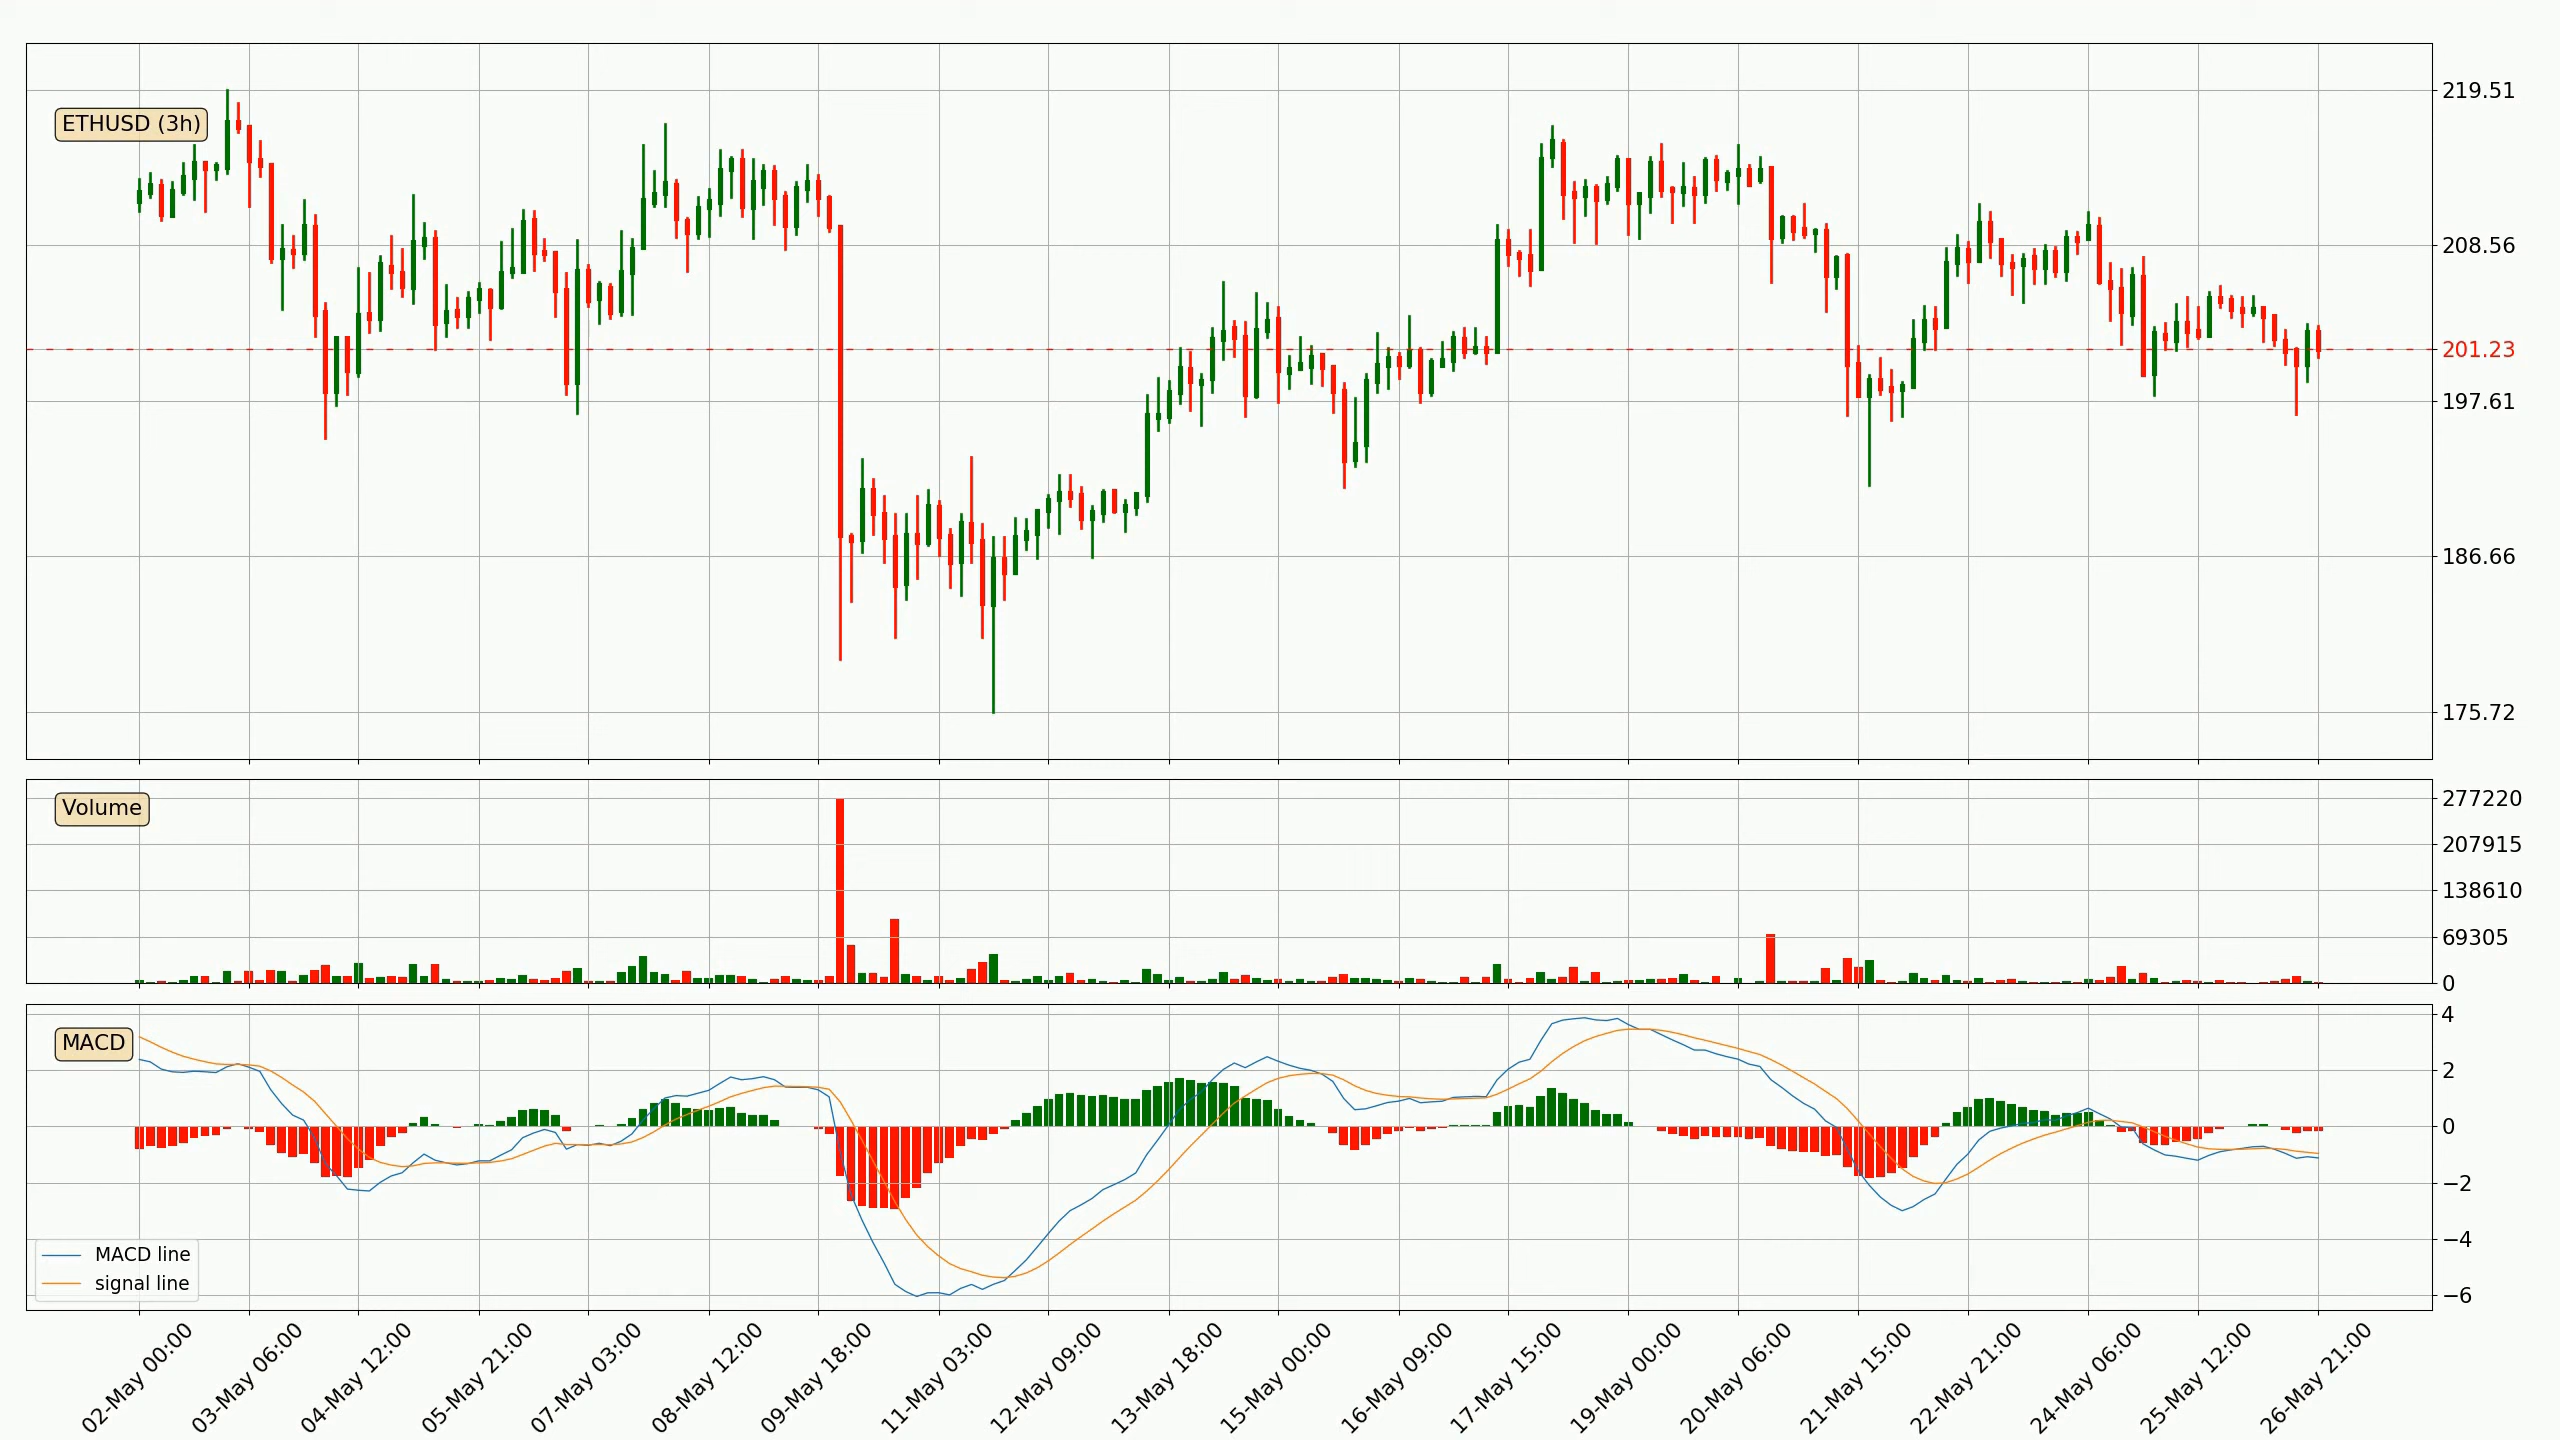 ETHUSD (3h)
219.51
208.56
201.23
197.61
186.66
175.72
Volume
277220
207915
138610
69305
0
MACD
4
2
0
−2
−4
−6
MACD line
signal line
02-May 00:00
03-May 06:00
04-May 12:00
05-May 21:00
07-May 03:00
08-May 12:00
09-May 18:00
11-May 03:00
12-May 09:00
13-May 18:00
15-May 00:00
16-May 09:00
17-May 15:00
19-May 00:00
20-May 06:00
21-May 15:00
22-May 21:00
24-May 06:00
25-May 12:00
26-May 21:00